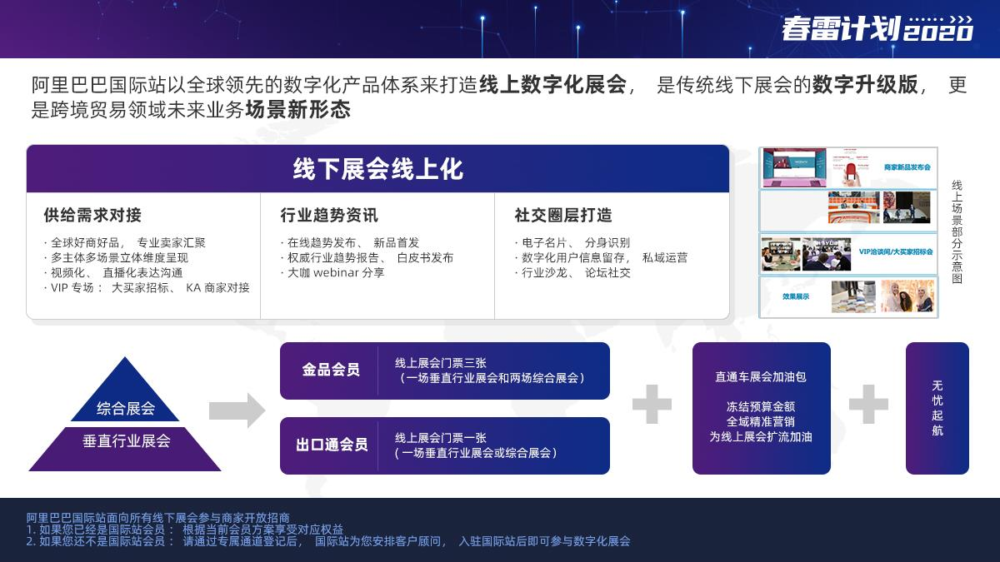 春雷计划2020
阿里巴巴国际站以全球领先的数字化产品体系来打造线上数字化展会， 是传统线下展会的数字升级版， 更
是跨境贸易领域未来业务场景新形态
线下展会线上化
供给需求对接
· 全球好商好品， 专业卖家汇聚
· 多主体多场景立体维度呈现
· 视频化、 直播化表达沟通
· VIP 专场： 大买家招标、 KA 商家对接
行业趋势资讯
· 在线趋势发布、 新品首发
· 权威行业趋势报告、 白皮书发布
· 大咖 webinar 分享
社交圈层打造
· 电子名片、 分身识别
· 数字化用户信息留存， 私域运营
· 行业沙龙、 论坛社交
商家新品发布会
VIP洽谈间/大买家招标会
效果展示
线上场景部分示意图
综合展会
垂直行业展会
金品会员
线上展会门票三张
（一场垂直行业展会和两场综合展会）
出口通会员
线上展会门票一张
( 一场垂直行业展会或综合展会）
直通车展会加油包
冻结预算金额
全域精准营销
为线上展会扩流加油
无忧起航
阿里巴巴国际站面向所有线下展会参与商家开放招商
1. 如果您已经是国际站会员： 根据当前会员方案享受对应权益
2. 如果您还不是国际站会员： 请通过专属通道登记后， 国际站为您安排客户顾问， 入驻国际站后即可参与数字化展会